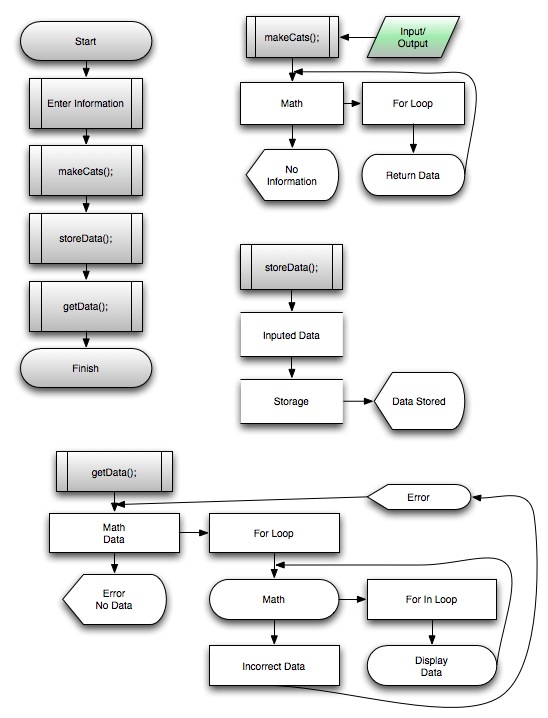 Start
Enter Information
makeCats();
storeData();
getData();
Finish
makeCats();
Input/
Output
Math
For Loop
No
Information
Return Data
storeData();
Inputed Data
Storage
Data Stored
getData();
Error
Math
Data
For Loop
Error
No Data
Math
For In Loop
Incorrect Data
Display
Data